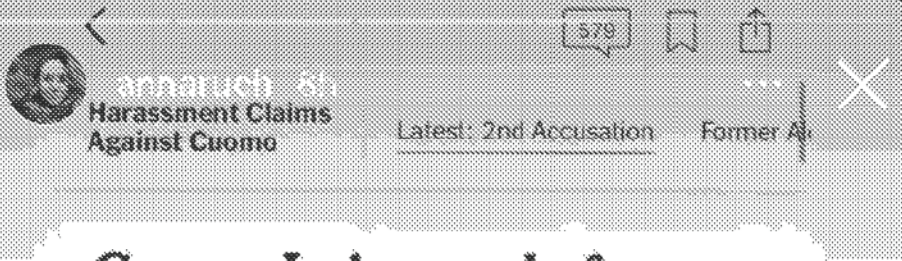 579
annaruch 8h
Harassment Claims
Against Cuomo
Latest: 2nd Accusation
Former